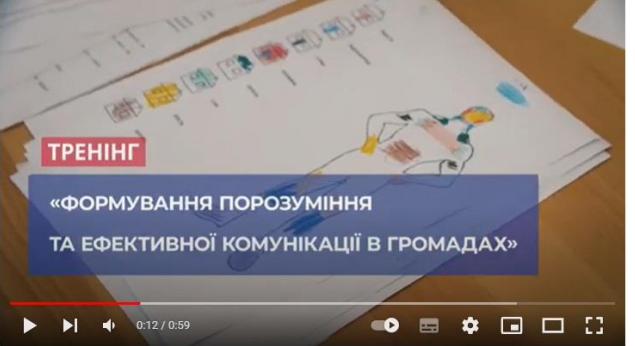 ТРЕНІНГ
«ФОРМУВАННЯ ПОРОЗУМІННЯ
ТА ЕФЕКТИВНОЇ КОМУНІКАЦІЇ В ГРОМАДАХ»
0:12 / 0:59